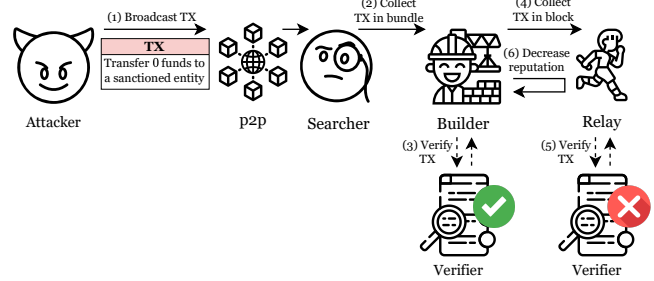 (1) Broadcast TX
TX
Transfer 0 funds to
a sanctioned entity
Attacker
p2p
Searcher
(2) Collect
TX in bundle
Builder
(4) Collect
TX in block
(6) Decrease
reputation
Relay
(3) Verify
TX
Verifier
(5) Verify
TX
Verifier